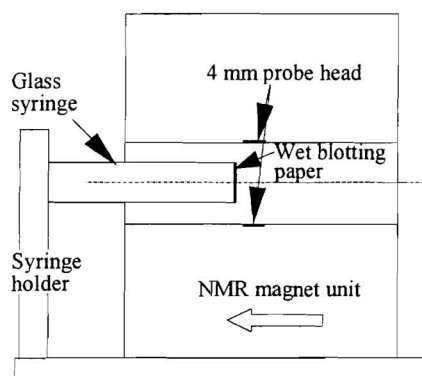 Glass
syringe
4 mm probe head
Wet blotting
paper
Syringe
holder
NMR magnet unit